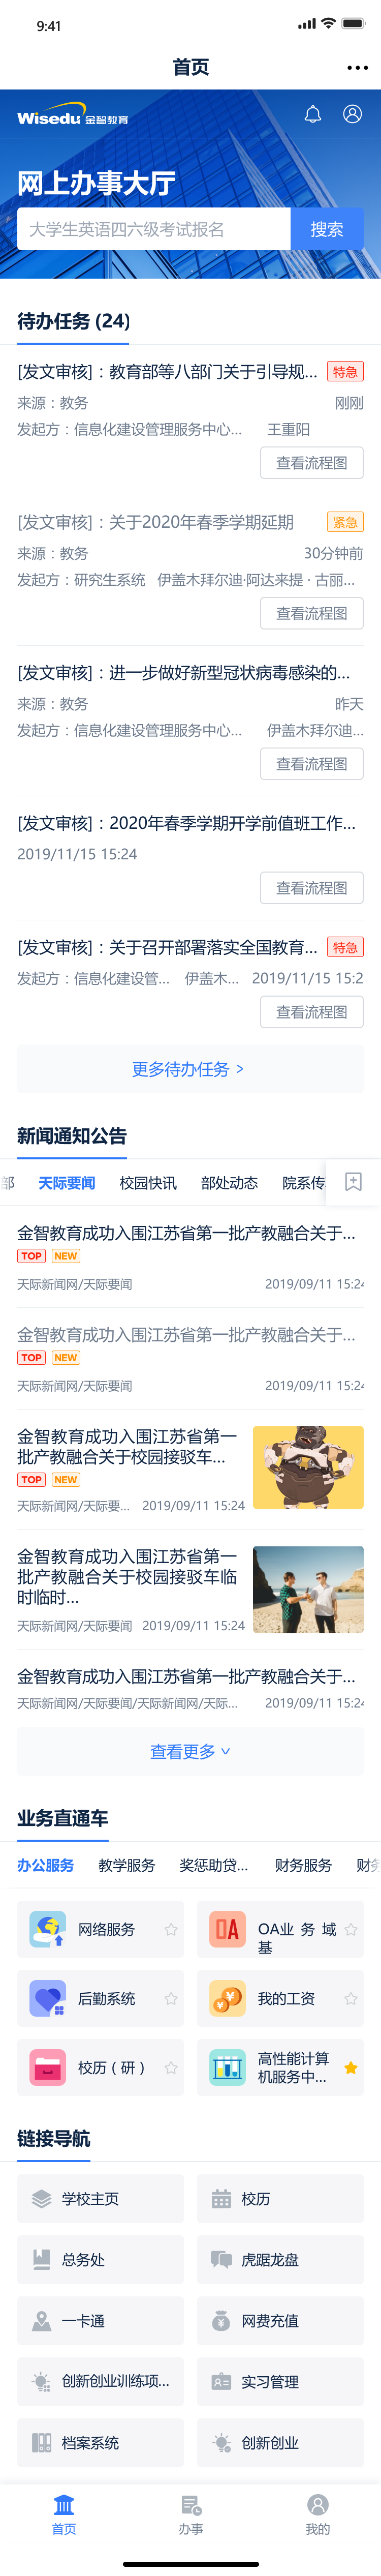 9:41
首页
Wisedu 金智教育
网上办事大厅
大学生英语四六级考试报名 搜索
待办任务 (24)
[发文审核]：教育部等八部门关于引导规... 特急
来源：教务 刚刚
发起方：信息化建设管理服务中心... 王重阳
查看流程图
[发文审核]：关于2020年春季学期延期 紧急
来源：教务 30分钟前
发起方：研究生系统 伊盖木拜尔迪·阿达来提 · 古丽...
查看流程图
[发文审核]：进一步做好新型冠状病毒感染的...
来源：教务 昨天
发起方：信息化建设管理服务中心... 伊盖木拜尔迪...
查看流程图
[发文审核]：2020年春季学期开学前值班工作...
2019/11/15 15:24
查看流程图
[发文审核]：关于召开部署落实全国教育... 特急
发起方：信息化建设管... 伊盖木... 2019/11/15 15:2
查看流程图
更多待办任务 >
新闻通知公告
部 天际要闻 校园快讯 部处动态 院系传
金智教育成功入围江苏省第一批产教融合关于...
TOP NEW
天际新闻网/天际要闻 2019/09/11 15:24
金智教育成功入围江苏省第一批产教融合关于...
TOP NEW
天际新闻网/天际要闻 2019/09/11 15:24
金智教育成功入围江苏省第一
批产教融合关于校园接驳车...
TOP NEW
天际新闻网/天际要... 2019/09/11 15:24
金智教育成功入围江苏省第一
批产教融合关于校园接驳车临
时临时...
天际新闻网/天际要闻 2019/09/11 15:24
金智教育成功入围江苏省第一批产教融合关于...
天际新闻网/天际要闻/天际新闻网/天际... 2019/09/11 15:24
查看更多
业务直通车
办公服务 教学服务 奖惩助贷... 财务服务 财务
网络服务
OA业 务 域
基
后勤系统
我的工资
校历（研）
高性能计算
机服务中...
链接导航
学校主页
校历
总务处
虎踞龙盘
一卡通
网费充值
创新创业训练项...
实习管理
档案系统
创新创业
首页 办事 我的